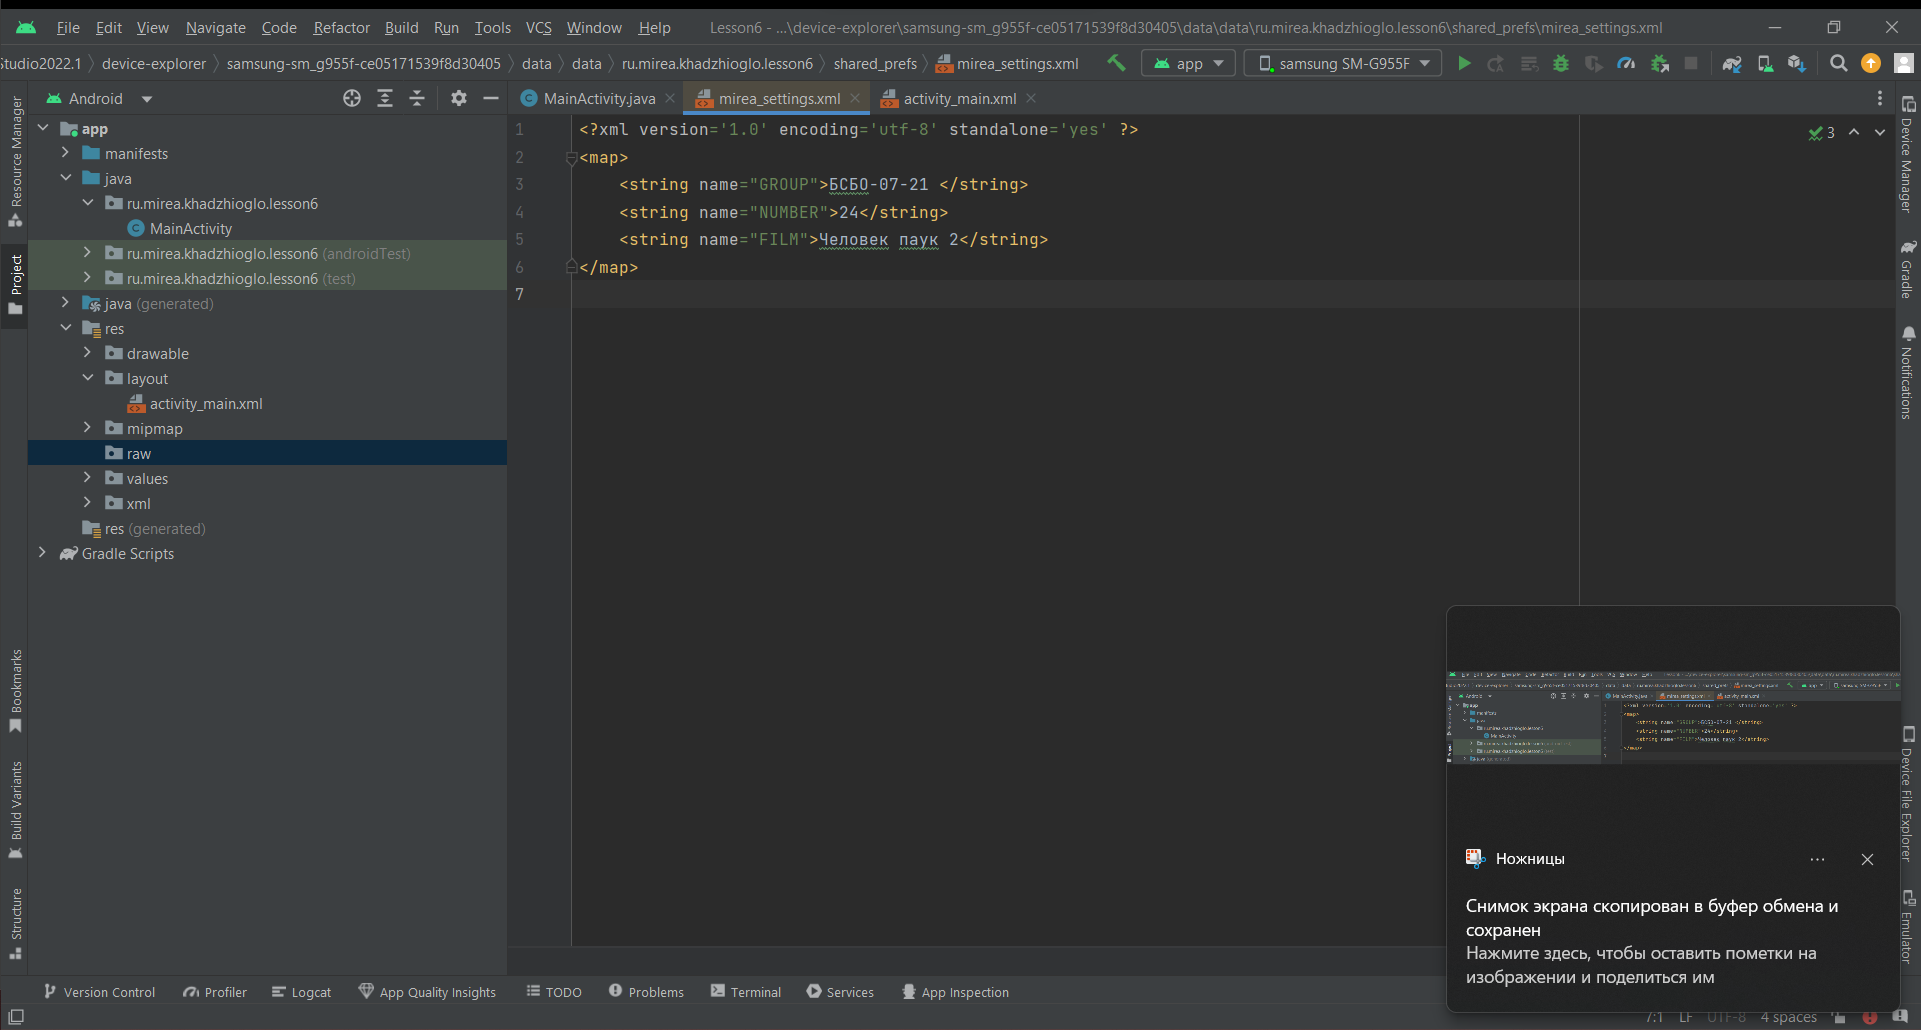 File Edit View Navigate Code Refactor Build Run Tools VCS Window Help Lesson6 - ...\device-explorer\samsung-sm_g955f-ce05171539f8d30405\data\data\ru.mirea.khadzhioglo.lesson6\shared_prefs\mirea_settings.xml
Studio2022.1 device-explorer samsung-sm_g955f-ce05171539f8d30405 data data ru.mirea.khadzhioglo.lesson6 shared_prefs mirea_settings.xml app samsung SM-G955F
Android
MainActivity.java mirea_settings.xml activity_main.xml
app
manifests
java
ru.mirea.khadzhioglo.lesson6
MainActivity
ru.mirea.khadzhioglo.lesson6 (androidTest)
ru.mirea.khadzhioglo.lesson6 (test)
java (generated)
res
drawable
layout
activity_main.xml
mipmap
raw
values
xml
res (generated)
Gradle Scripts
1 <?xml version='1.0' encoding='utf-8' standalone='yes' ?>
2 <map>
3 <string name="GROUP">БСБО-07-21 </string>
4 <string name="NUMBER">24</string>
5 <string name="FILM">Человек паук 2</string>
6 </map>
7
3
Resource Manager
Project
Bookmarks
Build Variants
Structure
Device Manager
Gradle
Notifications
Device File Explorer
Emulator
Ножницы
Снимок экрана скопирован в буфер обмена и
сохранен
Нажмите здесь, чтобы оставить пометки на
изображении и поделиться им
Version Control Profiler Logcat App Quality Insights TODO Problems Terminal Services App Inspection
7:1 LF UTF-8 4 spaces